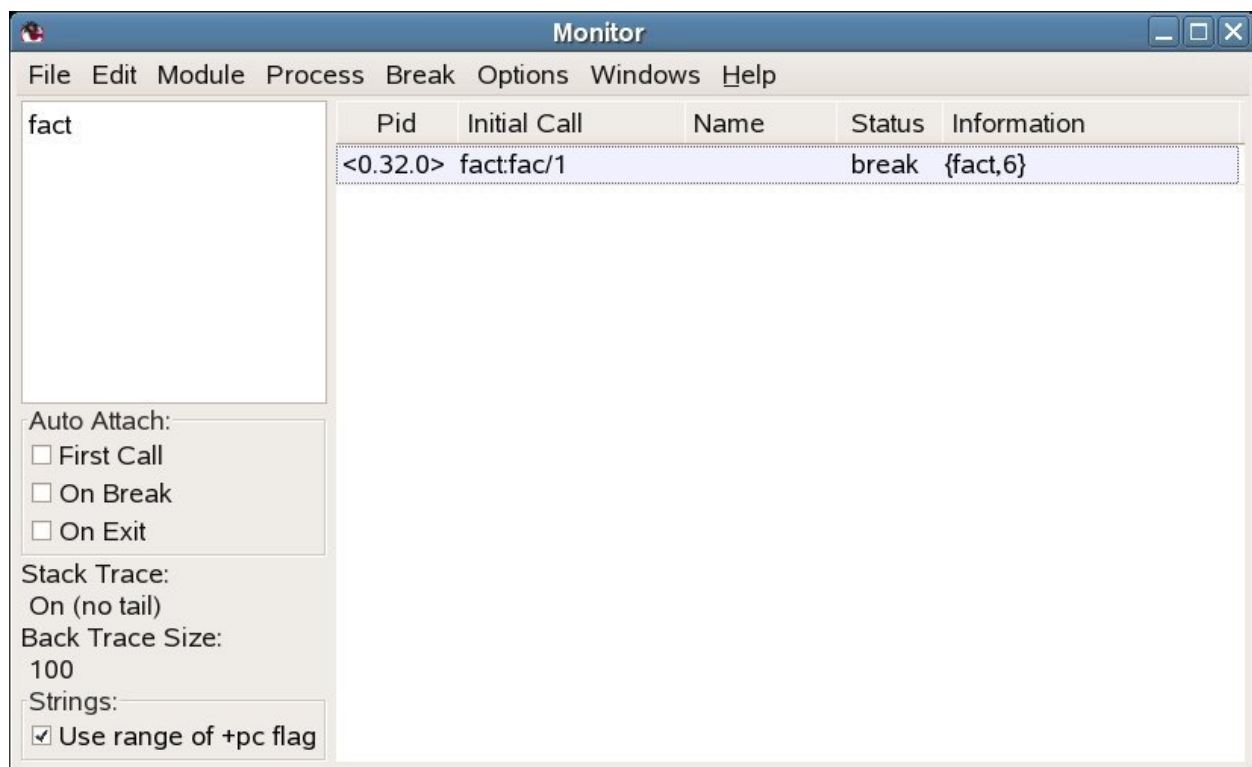 Monitor
File Edit Module Process Break Options Windows Help
fact
Pid Initial Call Name Status Information
<0.32.0> fact:fac/1 break {fact,6}
Auto Attach:
First Call
On Break
On Exit
Stack Trace:
On (no tail)
Back Trace Size:
100
Strings:
Use range of +pc flag